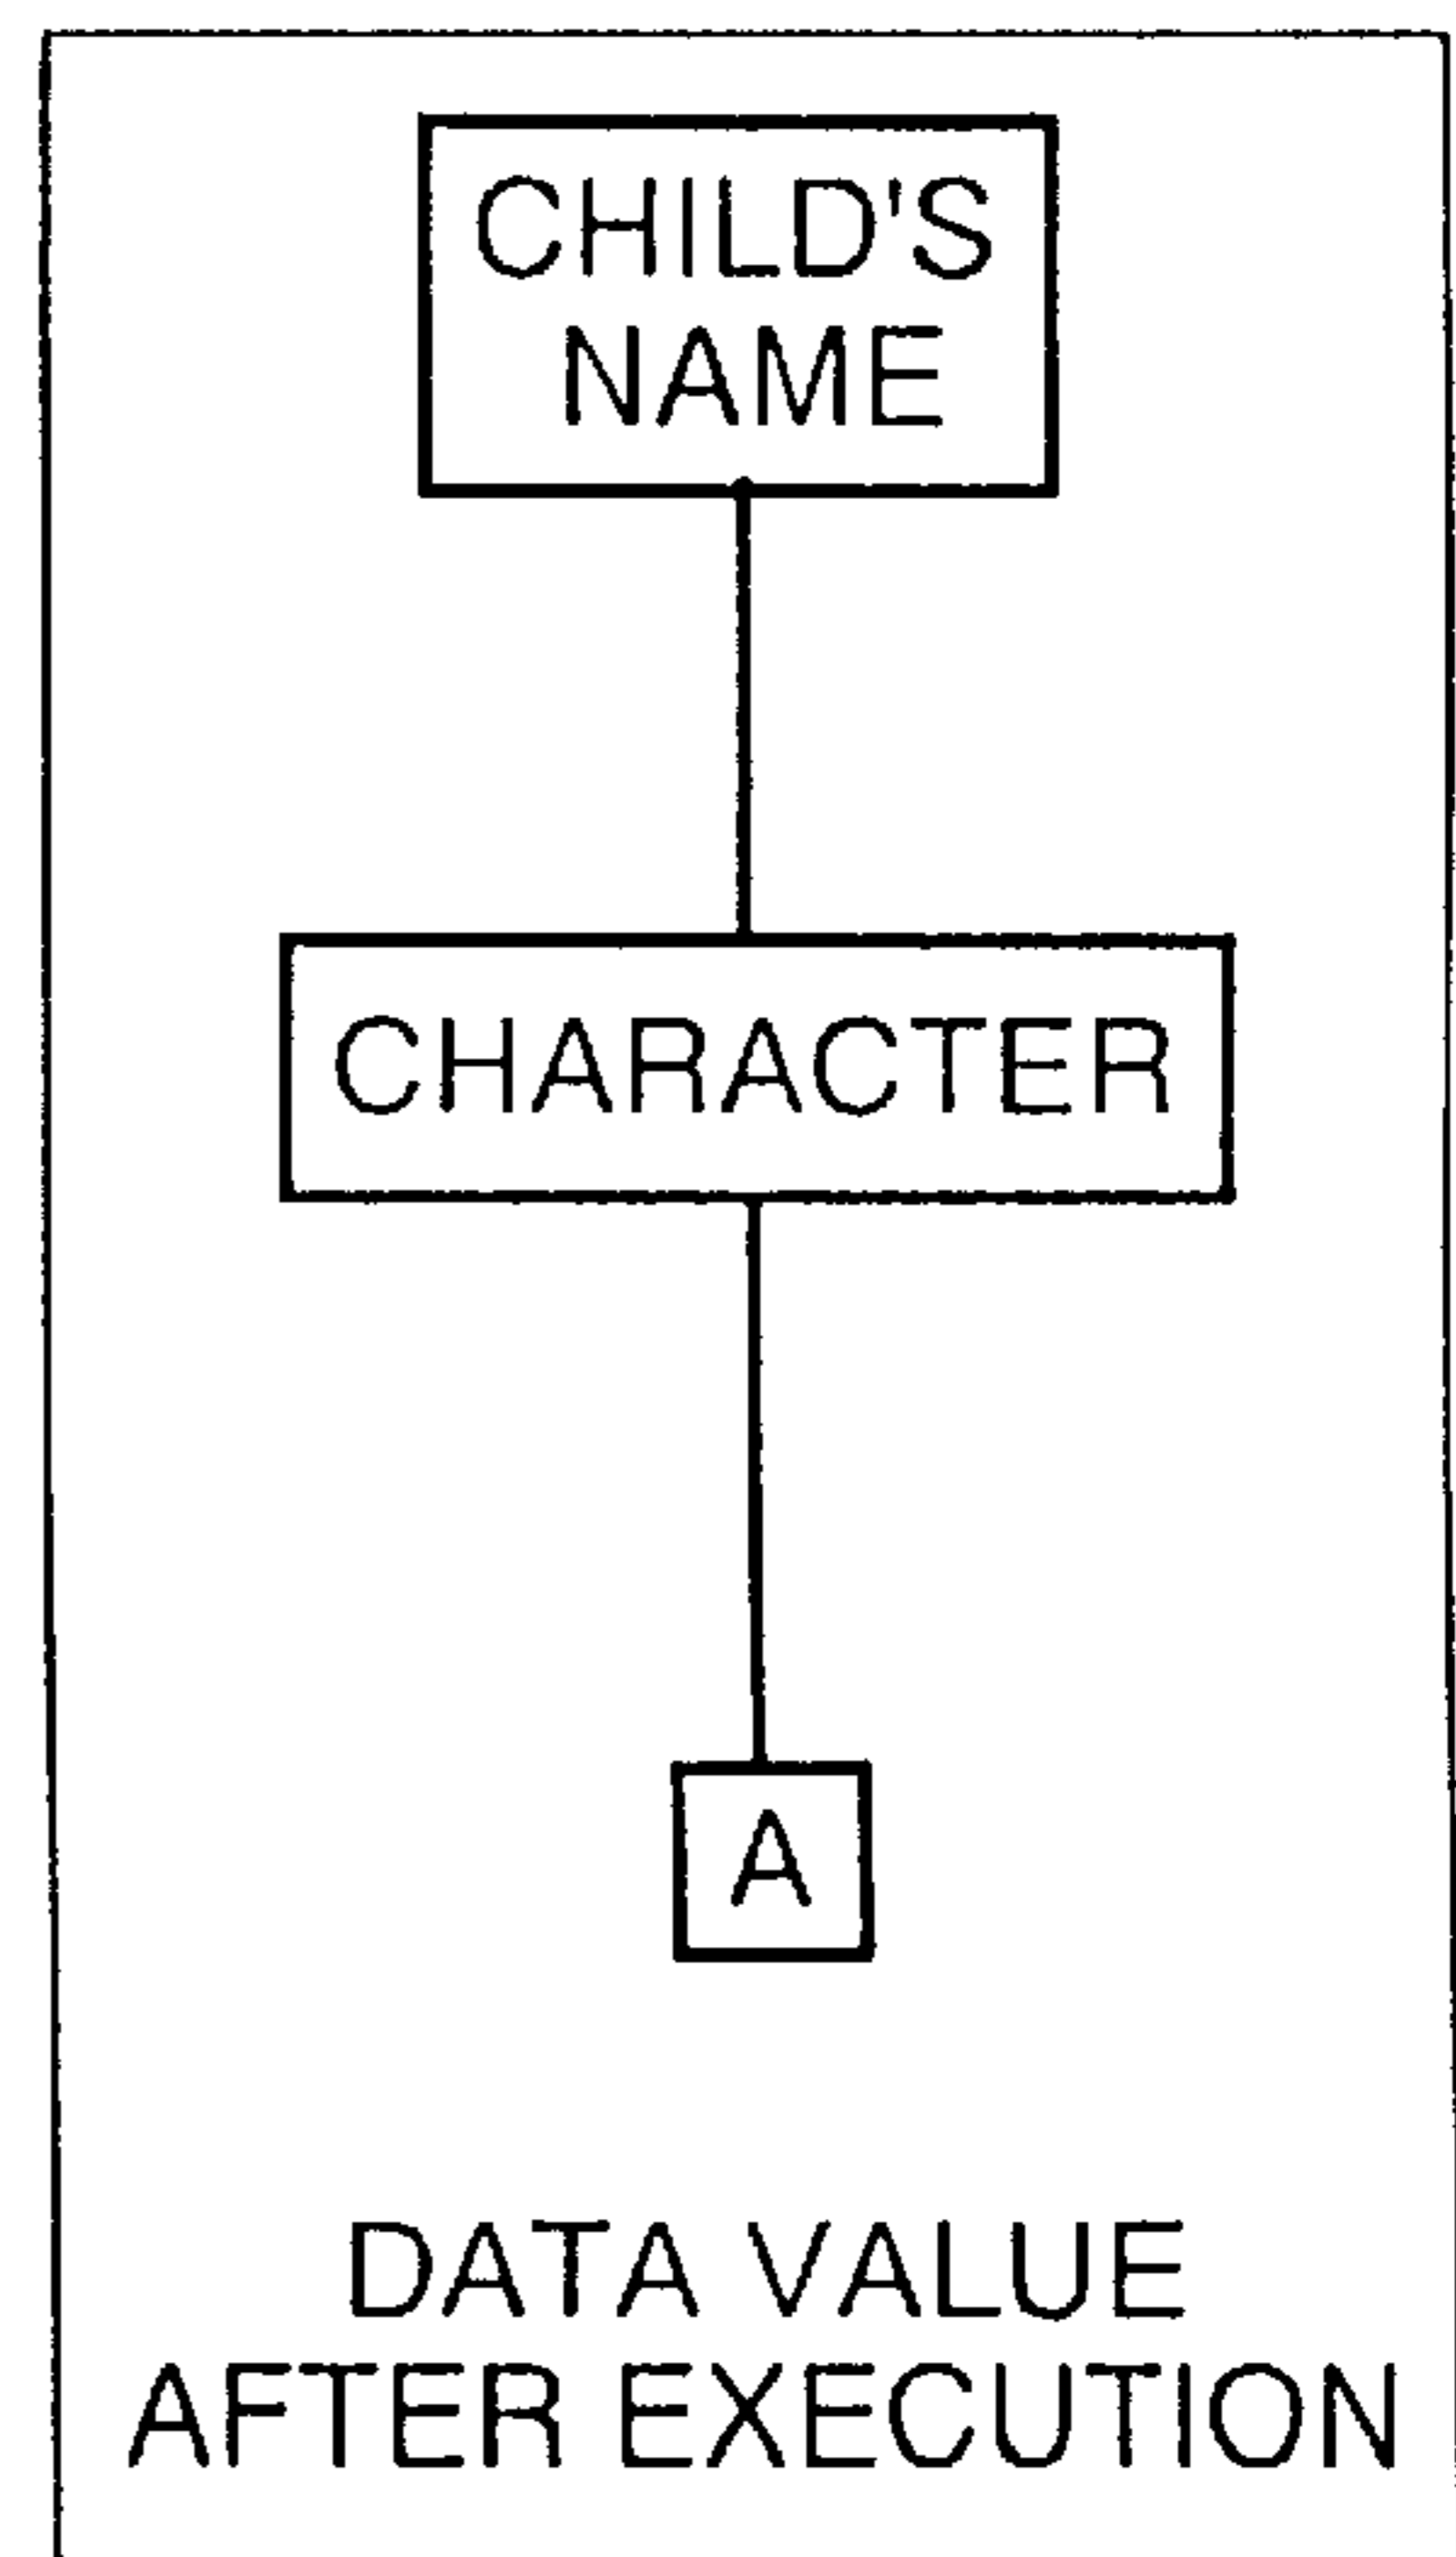 CHILD'S
NAME
CHARACTER
A
DATA VALUE
AFTER EXECUTION